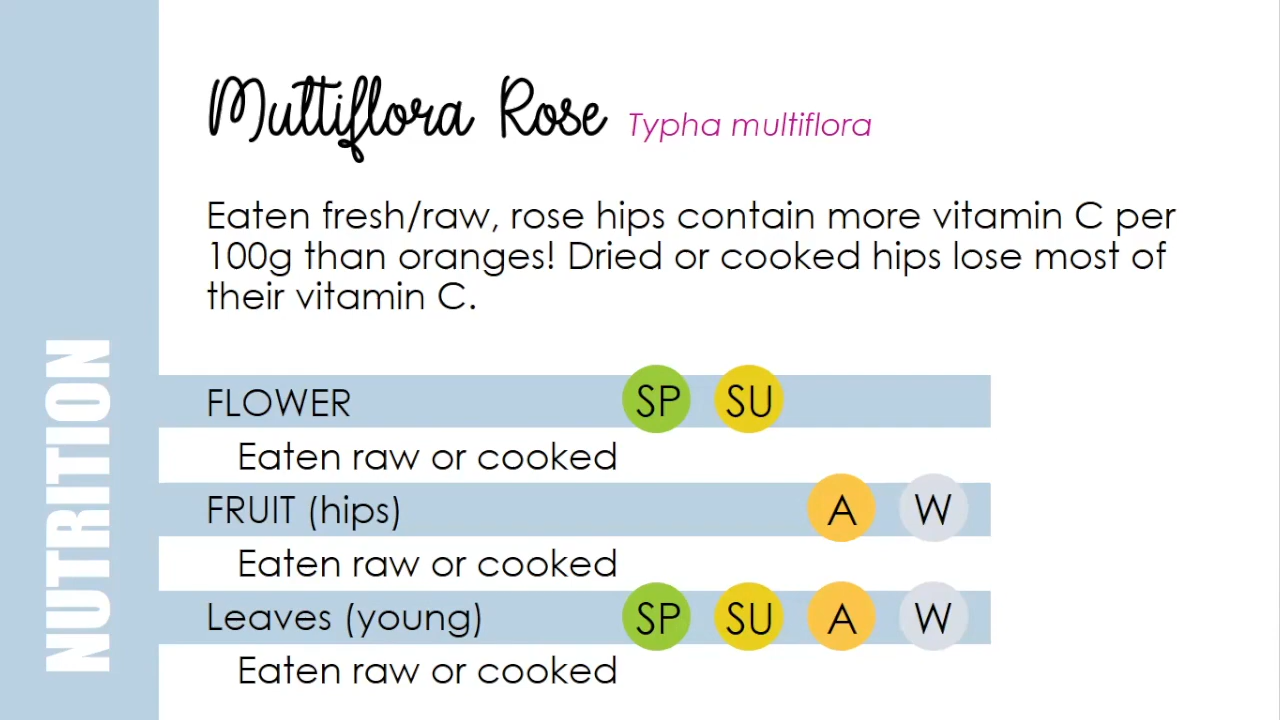 Multiflora Rose Typha multiflora
Eaten fresh/raw, rose hips contain more vitamin C per
100g than oranges! Dried or cooked hips lose most of
their vitamin C.
NUTRITION
FLOWER SP SU
Eaten raw or cooked
FRUIT (hips) A W
Eaten raw or cooked
Leaves (young) SP SU A W
Eaten raw or cooked